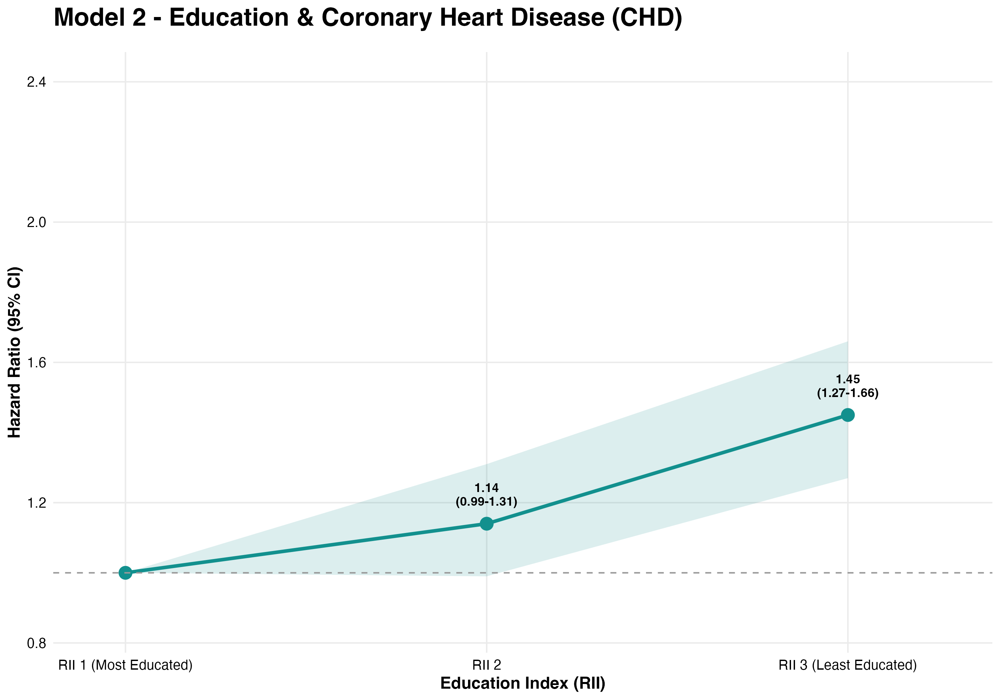 Model 2 - Education & Coronary Heart Disease (CHD)
2.4
2.0
1.6
1.2
0.8
Hazard Ratio (95% CI)
1.45
(1.27-1.66)
1.14
(0.99-1.31)
RII 1 (Most Educated)
RII 2
RII 3 (Least Educated)
Education Index (RII)